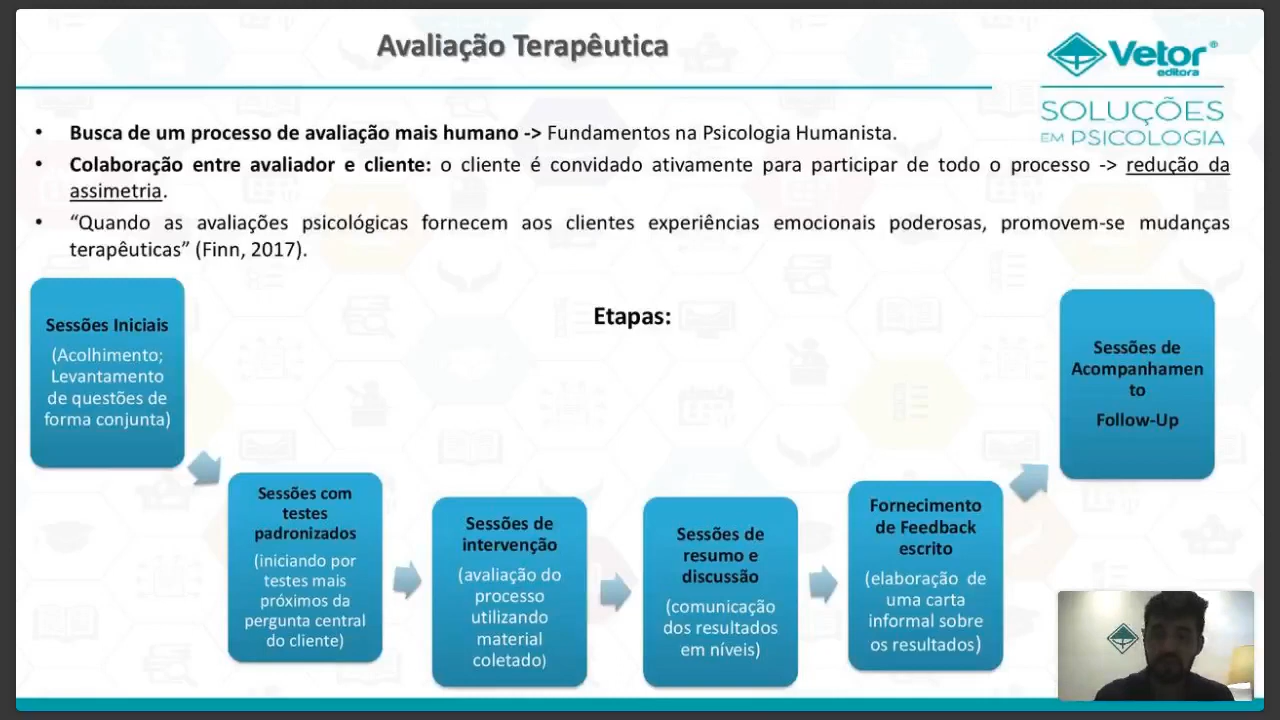 Avaliação Terapêutica
Vetor®
editora
SOLUÇÕES
EM PSICOLOGIA
• Busca de um processo de avaliação mais humano -> Fundamentos na Psicologia Humanista.
• Colaboração entre avaliador e cliente: o cliente é convidado ativamente para participar de todo o processo -> redução da
assimetria.
• “Quando as avaliações psicológicas fornecem aos clientes experiências emocionais poderosas, promovem-se mudanças
terapêuticas” (Finn, 2017).
Etapas:
Sessões Iniciais
(Acolhimento;
Levantamento
de questões de
forma conjunta)
Sessões com
testes
padronizados
(iniciando por
testes mais
próximos da
pergunta central
do cliente)
Sessões de
intervenção
(avaliação do
processo
utilizando
material
coletado)
Sessões de
resumo e
discussão
(comunicação
dos resultados
em níveis)
Fornecimento
de Feedback
escrito
(elaboração de
uma carta
informal sobre
os resultados)
Sessões de
Acompanhamen
to
Follow-Up